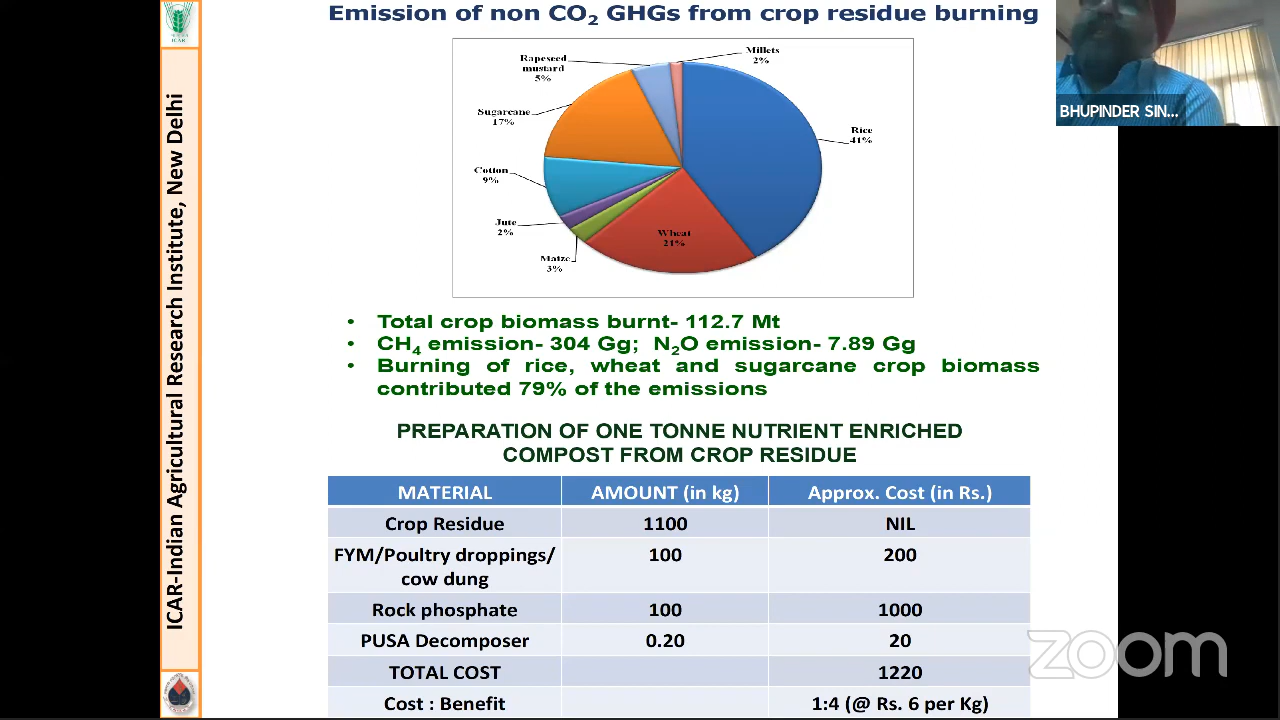 Emission of non CO₂ GHGs from crop residue burning
ICAR
ICAR-Indian Agricultural Research Institute, New Delhi
Millets
2%
Rapeseed
mustard
5%
Sugarcane
17%
Rice
41%
Cotton
9%
Jute
2%
Wheat
21%
Maize
3%
BHUPINDER SIN...
• Total crop biomass burnt- 112.7 Mt
• CH₄ emission- 304 Gg; N₂O emission- 7.89 Gg
• Burning of rice, wheat and sugarcane crop biomass
contributed 79% of the emissions
PREPARATION OF ONE TONNE NUTRIENT ENRICHED
COMPOST FROM CROP RESIDUE
MATERIAL AMOUNT (in kg) Approx. Cost (in Rs.)
Crop Residue 1100 NIL
FYM/Poultry droppings/ 100 200
cow dung
Rock phosphate 100 1000
PUSA Decomposer 0.20 20
TOTAL COST 1220
Cost : Benefit 1:4 (@ Rs. 6 per Kg)
zoom